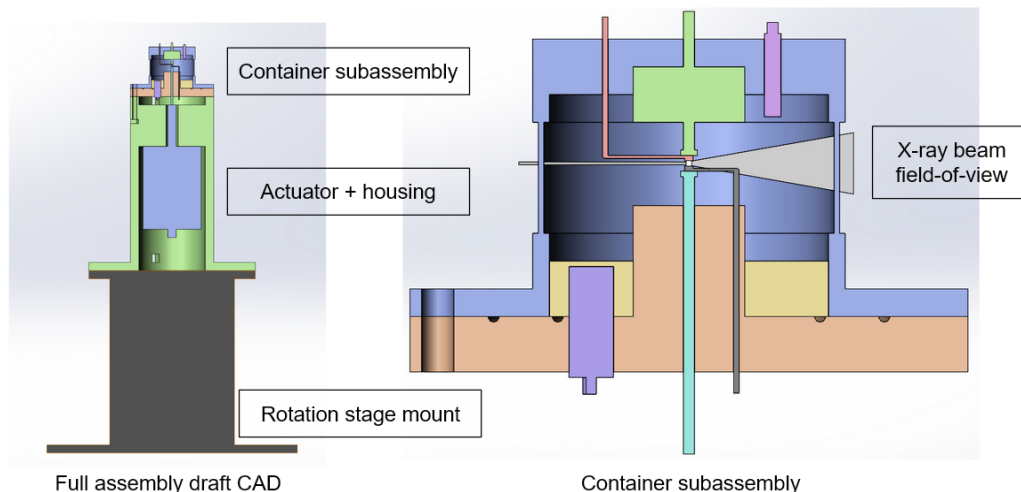 Container subassembly
Actuator + housing
Rotation stage mount
X-ray beam
field-of-view
Full assembly draft CAD
Container subassembly